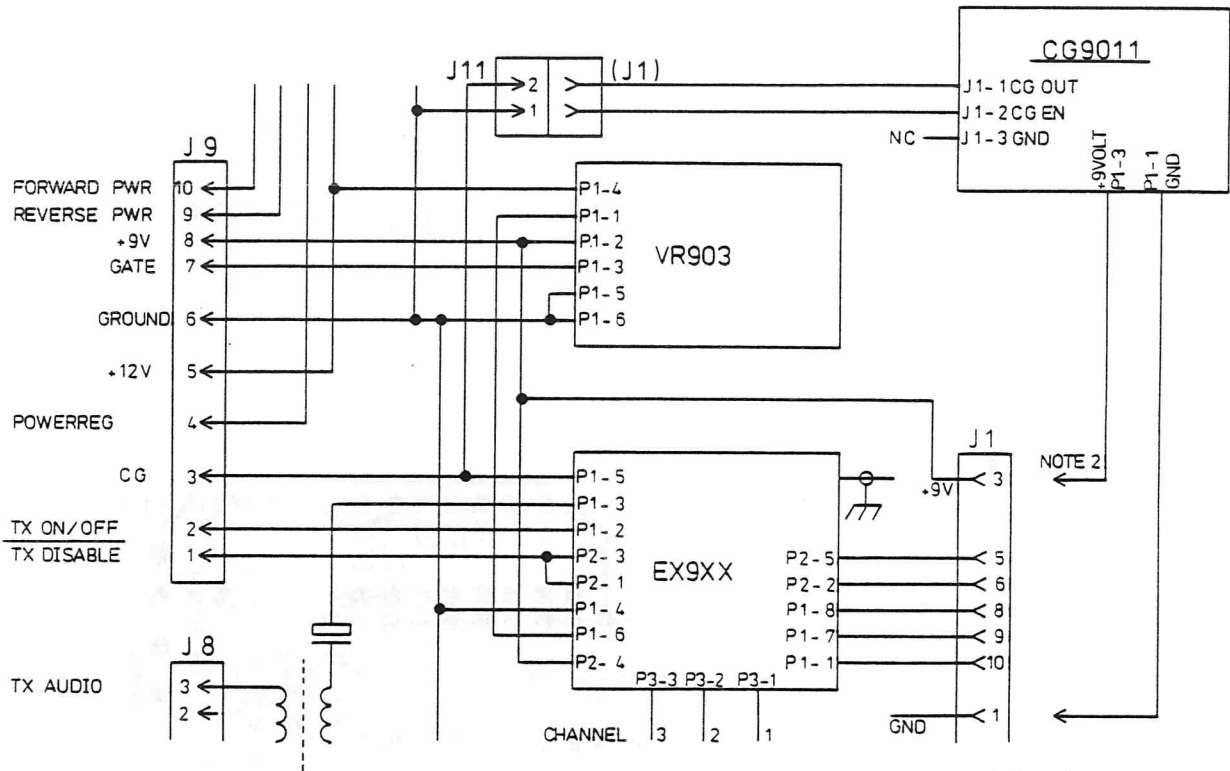 CG9011
J11
2
1
(J1)
J1-1 CG OUT
J1-2 CG EN
NC
J1-3 GND
+9VOLT
P1-3
P1-1
GND
J9
FORWARD PWR 10
REVERSE PWR 9
+9V 8
GATE 7
GROUND 6
+12V 5
POWERREG 4
CG 3
TX ON/OFF 2
TX DISABLE 1
P1-4
P1-1
P1-2
P1-3
P1-5
P1-6
VR903
P1-5
P1-3
P1-2
P2-3
P2-1
P1-4
P1-6
P2-4
EX9XX
P2-5
P2-2
P1-8
P1-7
P1-1
P3-3 P3-2 P3-1
CHANNEL 3 2 1
J1
+9V 3
NOTE 2
5
6
8
9
10
GND 1
J8
TX AUDIO 3
2